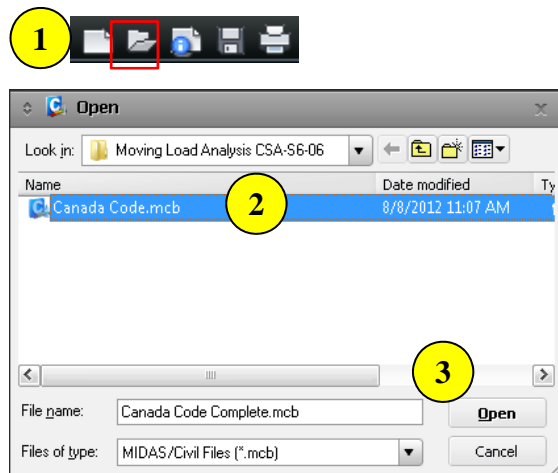 1
Open
Look in: Moving Load Analysis CSA-S6-06
Name Date modified Ty
Canada Code.mcb 2 8/8/2012 11:07 AM
3
File name: Canada Code Complete.mcb Open
Files of type: MIDAS/Civil Files (*.mcb) Cancel